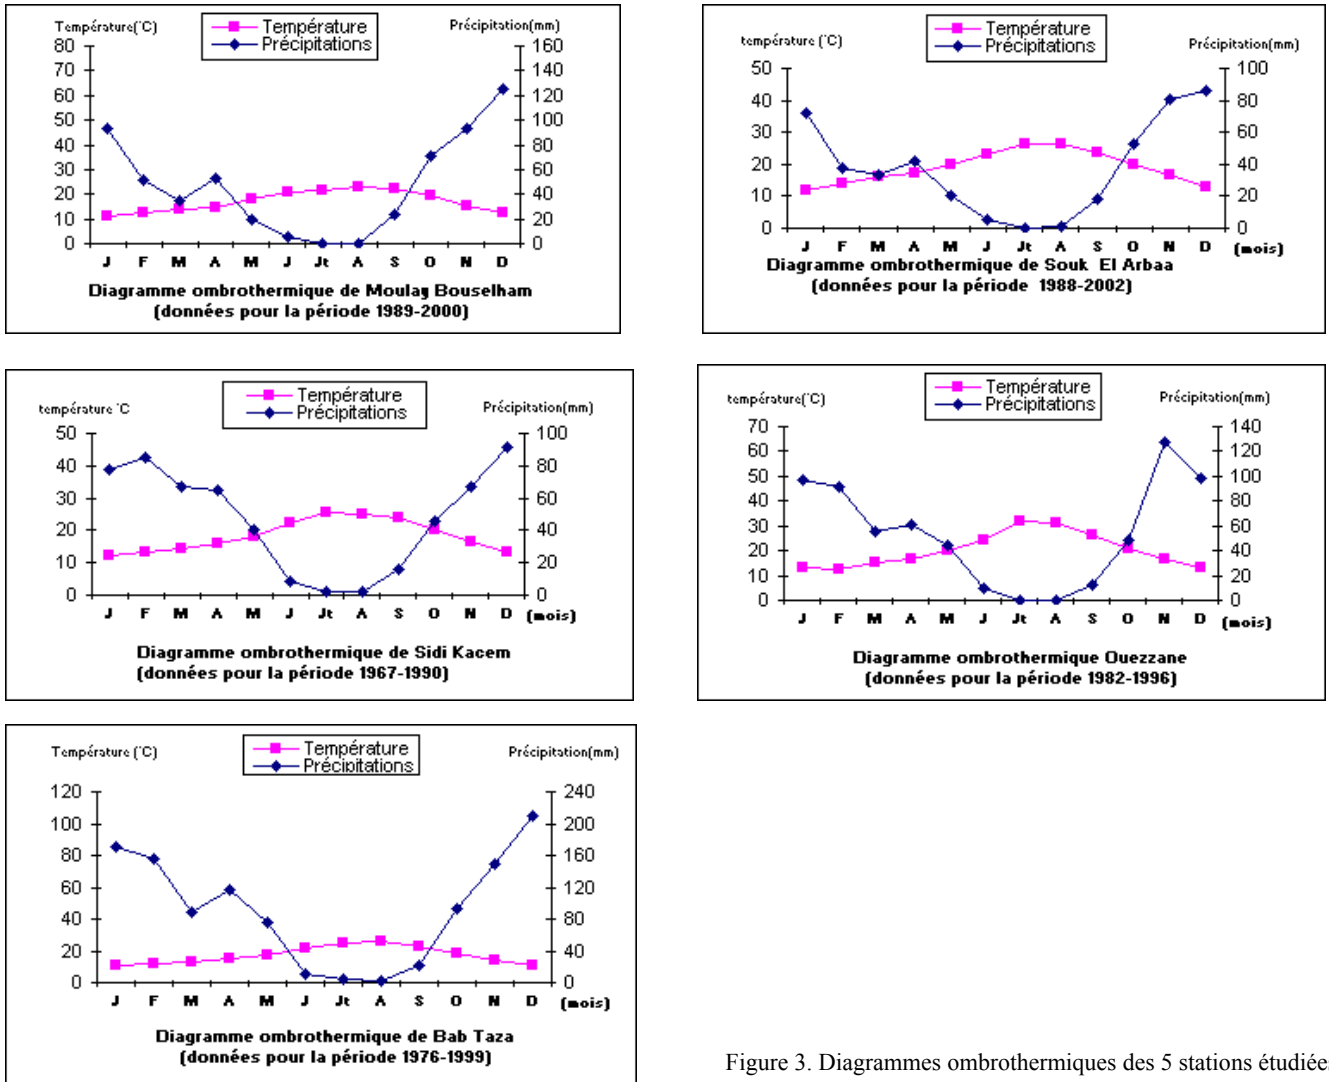 Température(°C)
Précipitation(mm)
Température
Précipitations
80
70
60
50
40
30
20
10
0
160
140
120
100
80
60
40
20
0
J F M A M J Jt A S O N D
Diagramme ombrothermique de Moulay Bouselham
(données pour la période 1989-2000)
température (°C)
Précipitation(mm)
Température
Précipitations
50
40
30
20
10
0
100
80
60
40
20
0
J F M A M J Jt A S O N D (mois)
Diagramme ombrothermique de Souk El Arbaa
(données pour la période 1988-2002)
température °C
Précipitation(mm)
Température
Précipitations
50
40
30
20
10
0
100
80
60
40
20
0
J F M A M J Jt A S O N D (mois)
Diagramme ombrothermique de Sidi Kacem
(données pour la période 1967-1990)
température(°C)
Précipitation(mm)
Température
Précipitations
70
60
50
40
30
20
10
0
140
120
100
80
60
40
20
0
J F M A M J Jt A S O N D (mois)
Diagramme ombrothermique Ouezzane
(données pour la période 1982-1996)
Température (°C)
Précipitation(mm)
Température
Précipitations
120
100
80
60
40
20
0
240
200
160
120
80
40
0
J F M A M J Jt A S O N D (mois)
Diagramme ombrothermique de Bab Taza
(données pour la période 1976-1999)
Figure 3. Diagrammes ombrothermiques des 5 stations étudiée